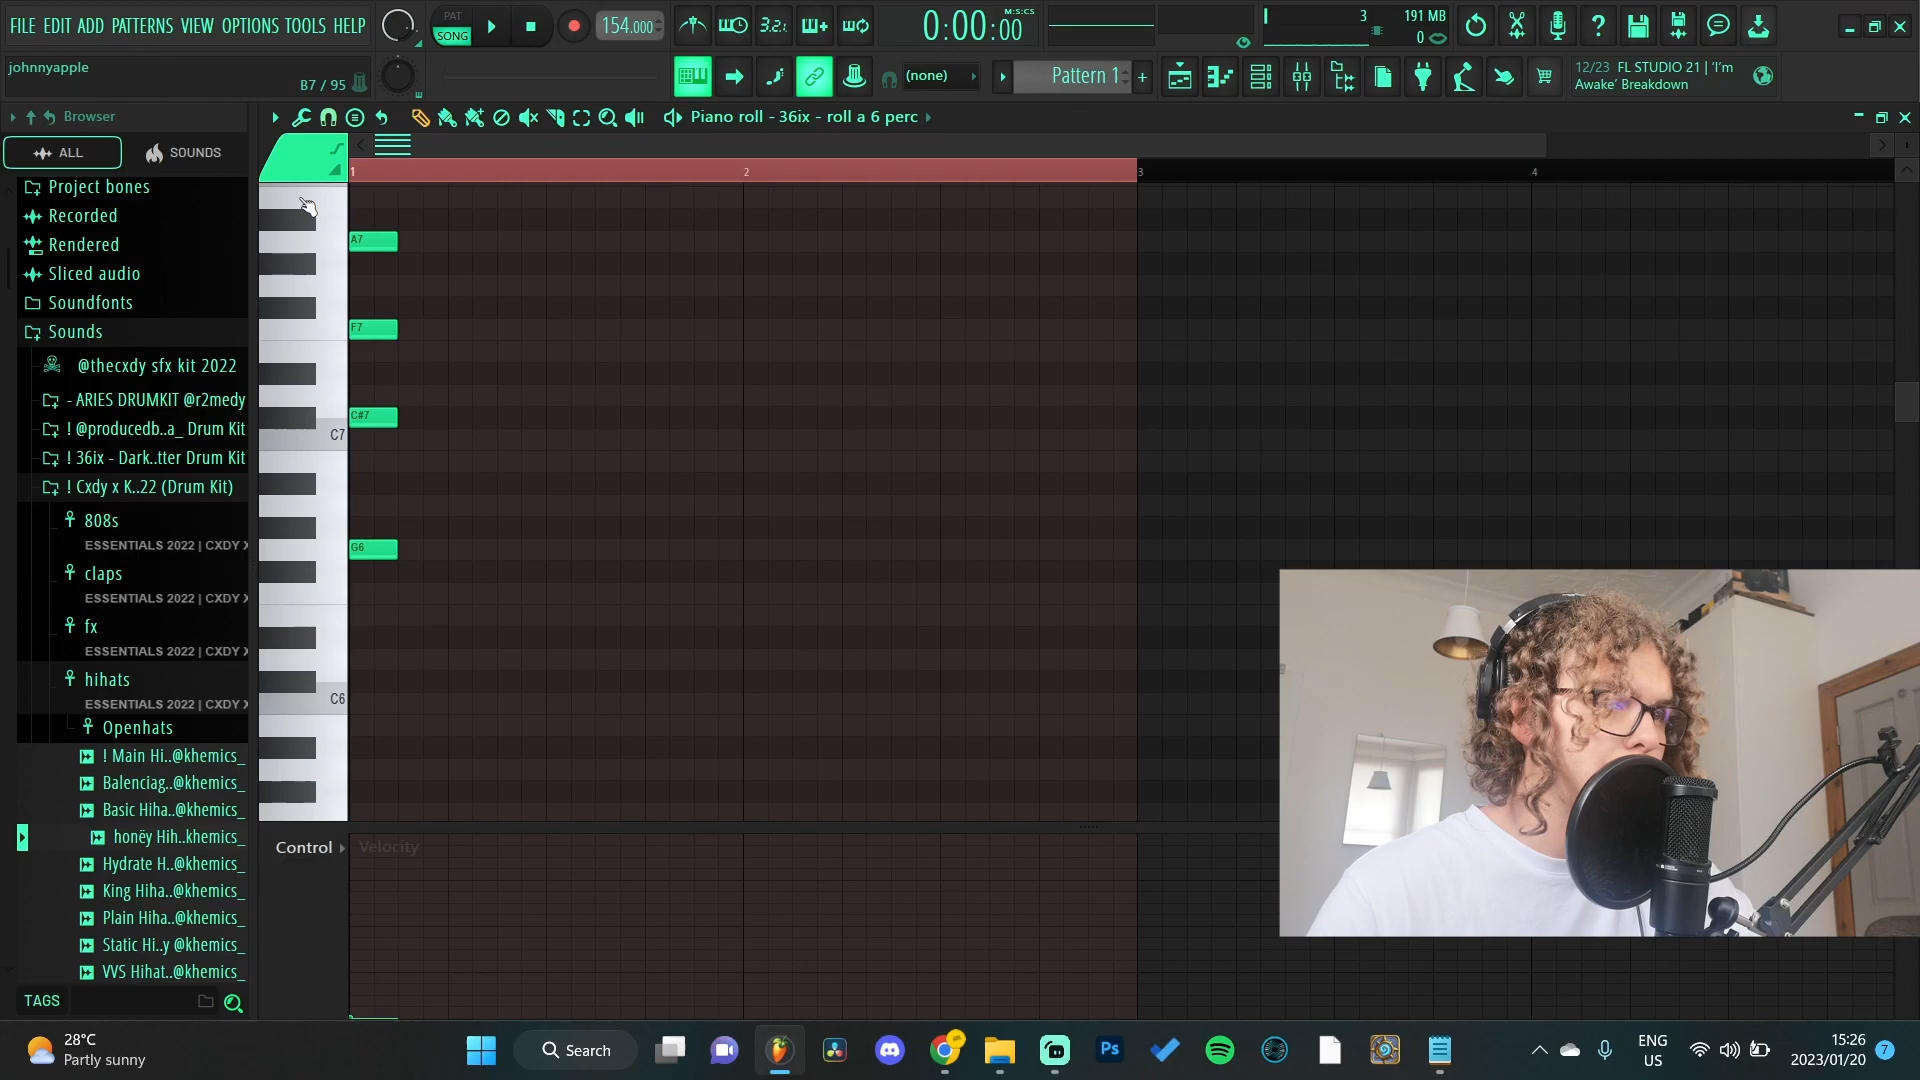 FILE EDIT ADD PATTERNS VIEW OPTIONS TOOLS HELP
PAT
SONG
154.000
3.2.1
0:00:00
M:S:CS
3
191 MB
0
johnnyapple
B7 / 95
(none)
Pattern 1
12/23 FL STUDIO 21 | 'I'm
Awake' Breakdown
Browser
Piano roll - 36ix - roll a 6 perc
ALL
SOUNDS
1
2
3
4
Project bones
Recorded
Rendered
Sliced audio
Soundfonts
Sounds
@thecxdy sfx kit 2022
- ARIES DRUMKIT @r2medy
! @producedb..a_ Drum Kit
! 36ix - Dark..tter Drum Kit
! Cxdy x K..22 (Drum Kit)
808s
ESSENTIALS 2022 | CXDY X
claps
ESSENTIALS 2022 | CXDY X
fx
ESSENTIALS 2022 | CXDY X
hihats
ESSENTIALS 2022 | CXDY X
Openhats
! Main Hi..@khemics_
Balenciag..@khemics_
Basic Hiha..@khemics_
honëy Hih..khemics_
Hydrate H..@khemics_
King Hiha..@khemics_
Plain Hiha..@khemics_
Static Hi..y @khemics_
VVS Hihat..@khemics_
TAGS
A7
F7
C#7
C7
G6
C6
Control
Velocity
28°C
Partly sunny
Search
Ps
ENG
US
15:26
2023/01/20
7